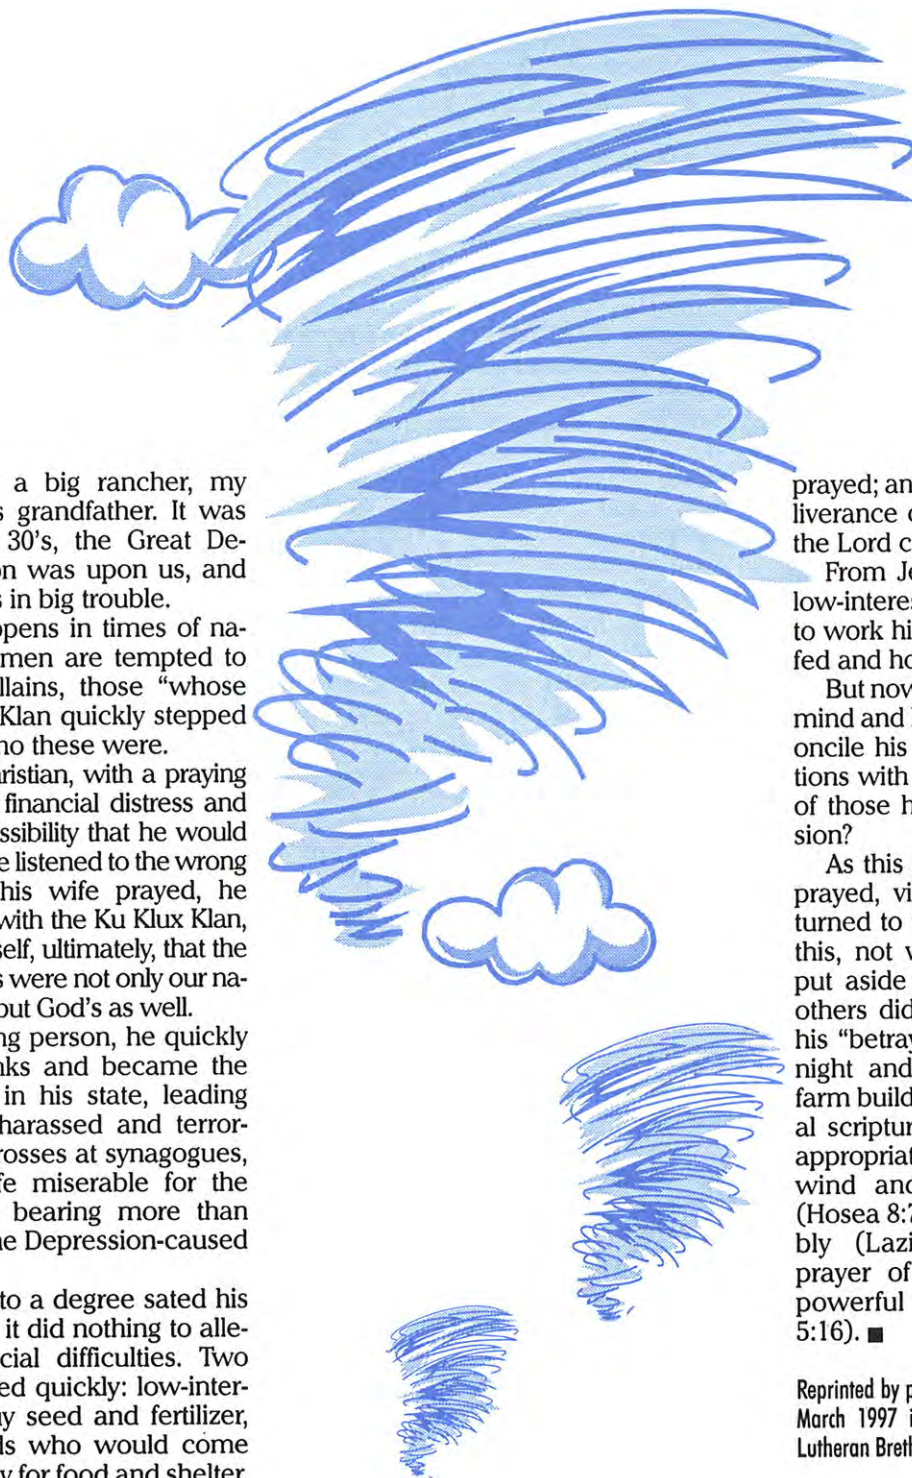 a big rancher, my
s grandfather. It was
30's, the Great De-
on was upon us, and
s in big trouble.
ppens in times of na-
men are tempted to
llains, those “whose
Klan quickly stepped
no these were.
ristian, with a praying
financial distress and
ssibility that he would
e listened to the wrong
his wife prayed, he
with the Ku Klux Klan,
self, ultimately, that the
s were not only our na-
but God's as well.
ng person, he quickly
nks and became the
in his state, leading
harassed and terror-
rosses at synagogues,
fe miserable for the
bearing more than
he Depression-caused
to a degree sated his
it did nothing to alle-
cial difficulties. Two
ed quickly: low-inter-
uy seed and fertilizer,
ds who would come
y for food and shelter.
prayed; an
liverance o
the Lord c
From Je
low-interes
to work hi
fed and ho
But now
mind and
oncile his
tions with
of those h
sion?
As this
prayed, vi
turned to
this, not v
put aside
others did
his “betray
night and
farm build
al scriptur
appropriat
wind and
(Hosea 8:7
bly (Lazi
prayer of
powerful
5:16). ■
Reprinted by p
March 1997 i
Lutheran Breth